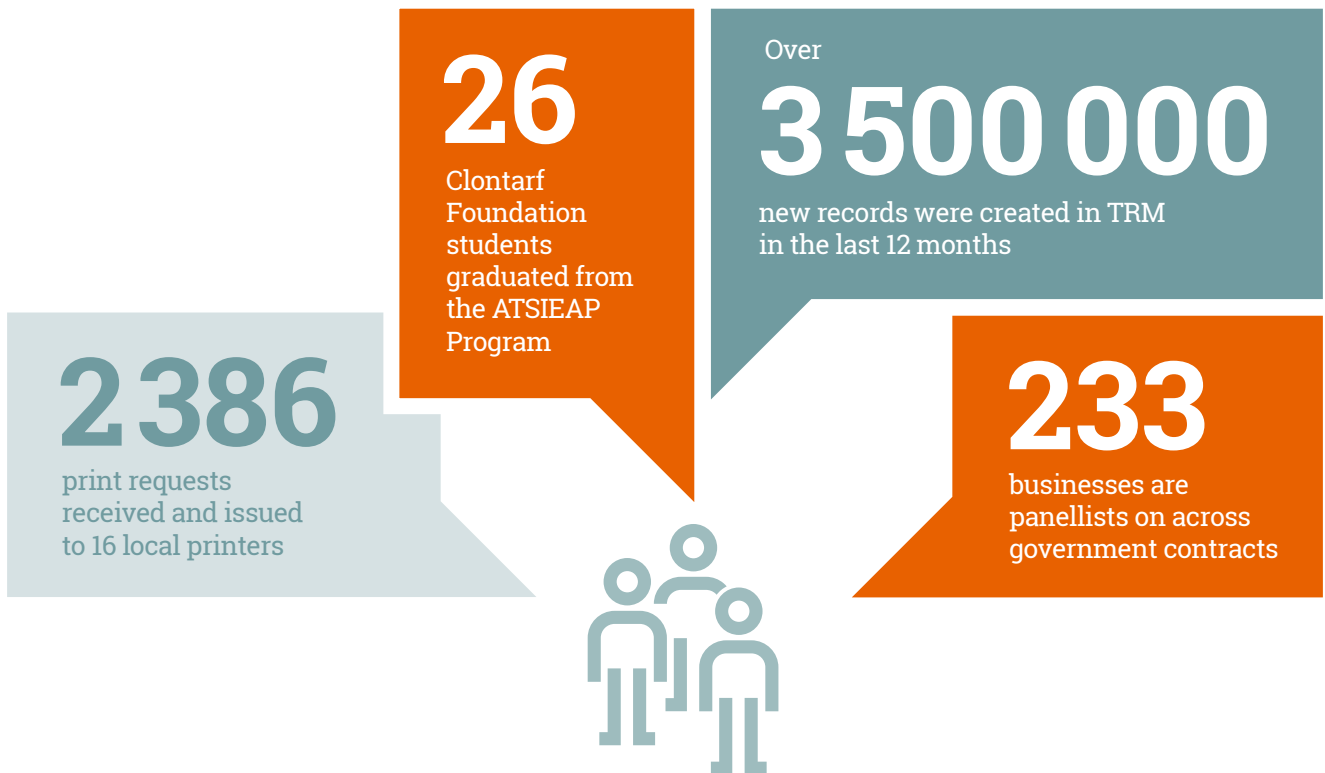 26
Clontarf
Foundation
students
graduated from
the ATSIEAP
Program
Over
3 500 000
new records were created in TRM
in the last 12 months
2 386
print requests
received and issued
to 16 local printers
233
businesses are
panellists on across
government contracts